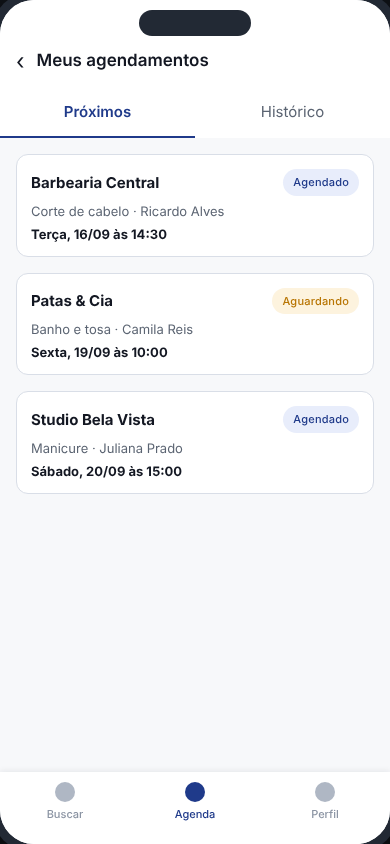 ‹ Meus agendamentos
Próximos Histórico
Barbearia Central Agendado
Corte de cabelo · Ricardo Alves
Terça, 16/09 às 14:30
Patas & Cia Aguardando
Banho e tosa · Camila Reis
Sexta, 19/09 às 10:00
Studio Bela Vista Agendado
Manicure · Juliana Prado
Sábado, 20/09 às 15:00
Buscar Agenda Perfil